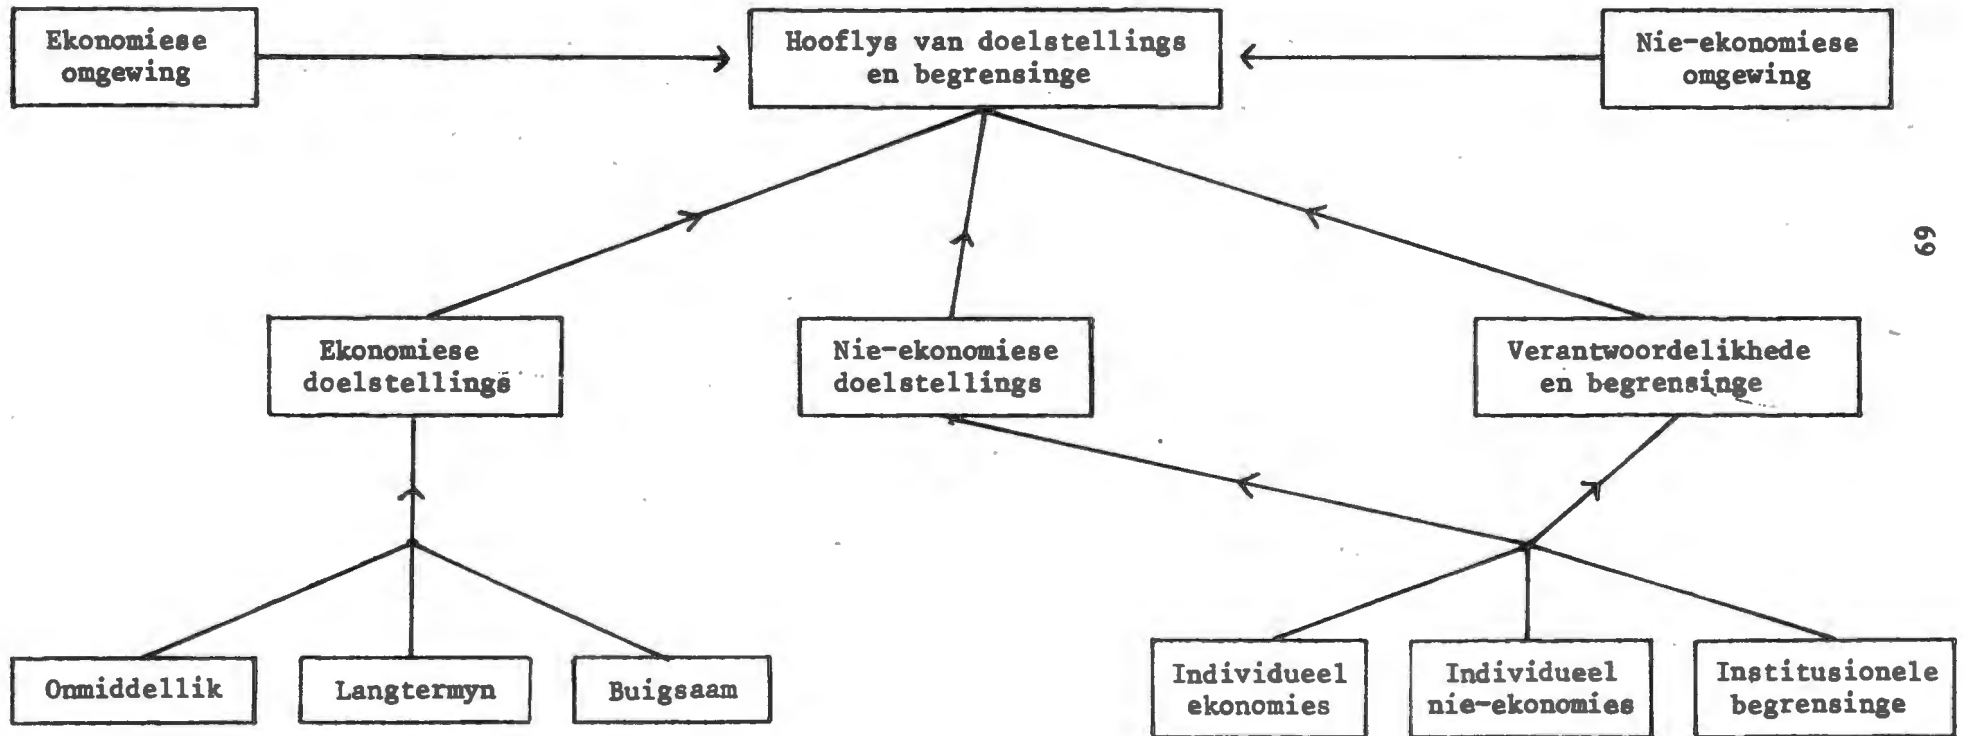 Ekonomiese
omgewing
Hooflys van doelstellings
en begrensinge
Nie-ekonomiese
omgewing
69
Ekonomiese
doelstellings
Nie-ekonomiese
doelstellings
Verantwoordelikhede
en begrensinge
Onmiddellik
Langtermyn
Buigsaam
Individueel
ekonomies
Individueel
nie-ekonomies
Institusionele
begrensinge